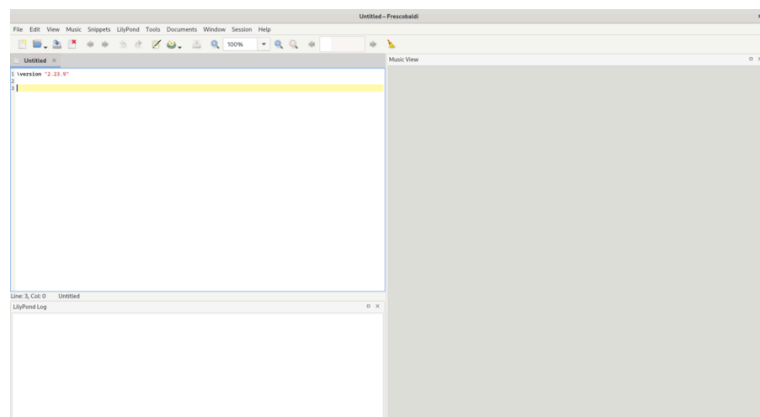 Untitled – Frescobaldi
File Edit View Music Snippets LilyPond Tools Documents Window Session Help
100%
Untitled
Music View
1 \version "2.23.9"
2
3
Line: 3, Col: 0 Untitled
LilyPond Log